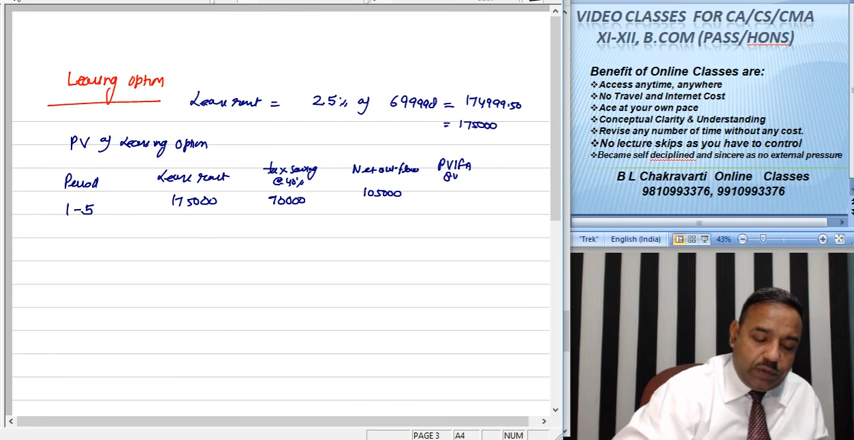 Leasing option
Lease rent = 25% of 699998 = 174999.50
= 175000
PV of Leasing option
Period Lease rent tax saving @ 40% Net out-flow PVIFA
1-5 175000 70000 105000
PAGE 3 A4 NUM
VIDEO CLASSES FOR CA/CS/CMA
XI-XII, B.COM (PASS/HONS)
Benefit of Online Classes are:
❖Access anytime, anywhere
❖No Travel and Internet Cost
❖Ace at your own pace
❖Conceptual Clarity & Understanding
❖Revise any number of time without any cost.
❖No lecture skips as you have to control
❖Became self deciplined and sincere as no external pressure
B L Chakravarti Online Classes
9810993376, 9910993376
"Trek" English (India) 43%